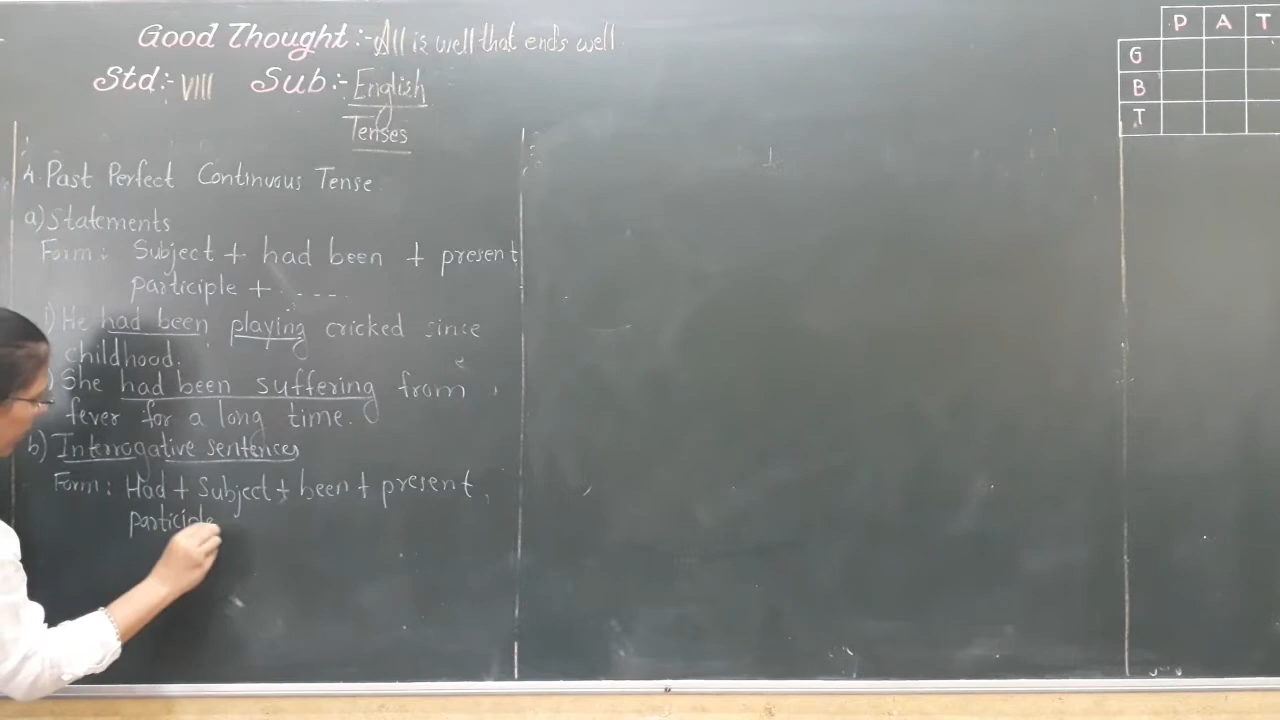 Good Thought :- All is well that ends well
Std:- VIII Sub:- English
Tenses
P A T
G
B
T
4. Past Perfect Continuous Tense
a) Statements
Form: Subject + had been + present
participle + ....
i) He had been playing cricked since
childhood.
) She had been suffering from
fever for a long time.
b) Interrogative sentences
Form: Had + Subject + been + present
participle